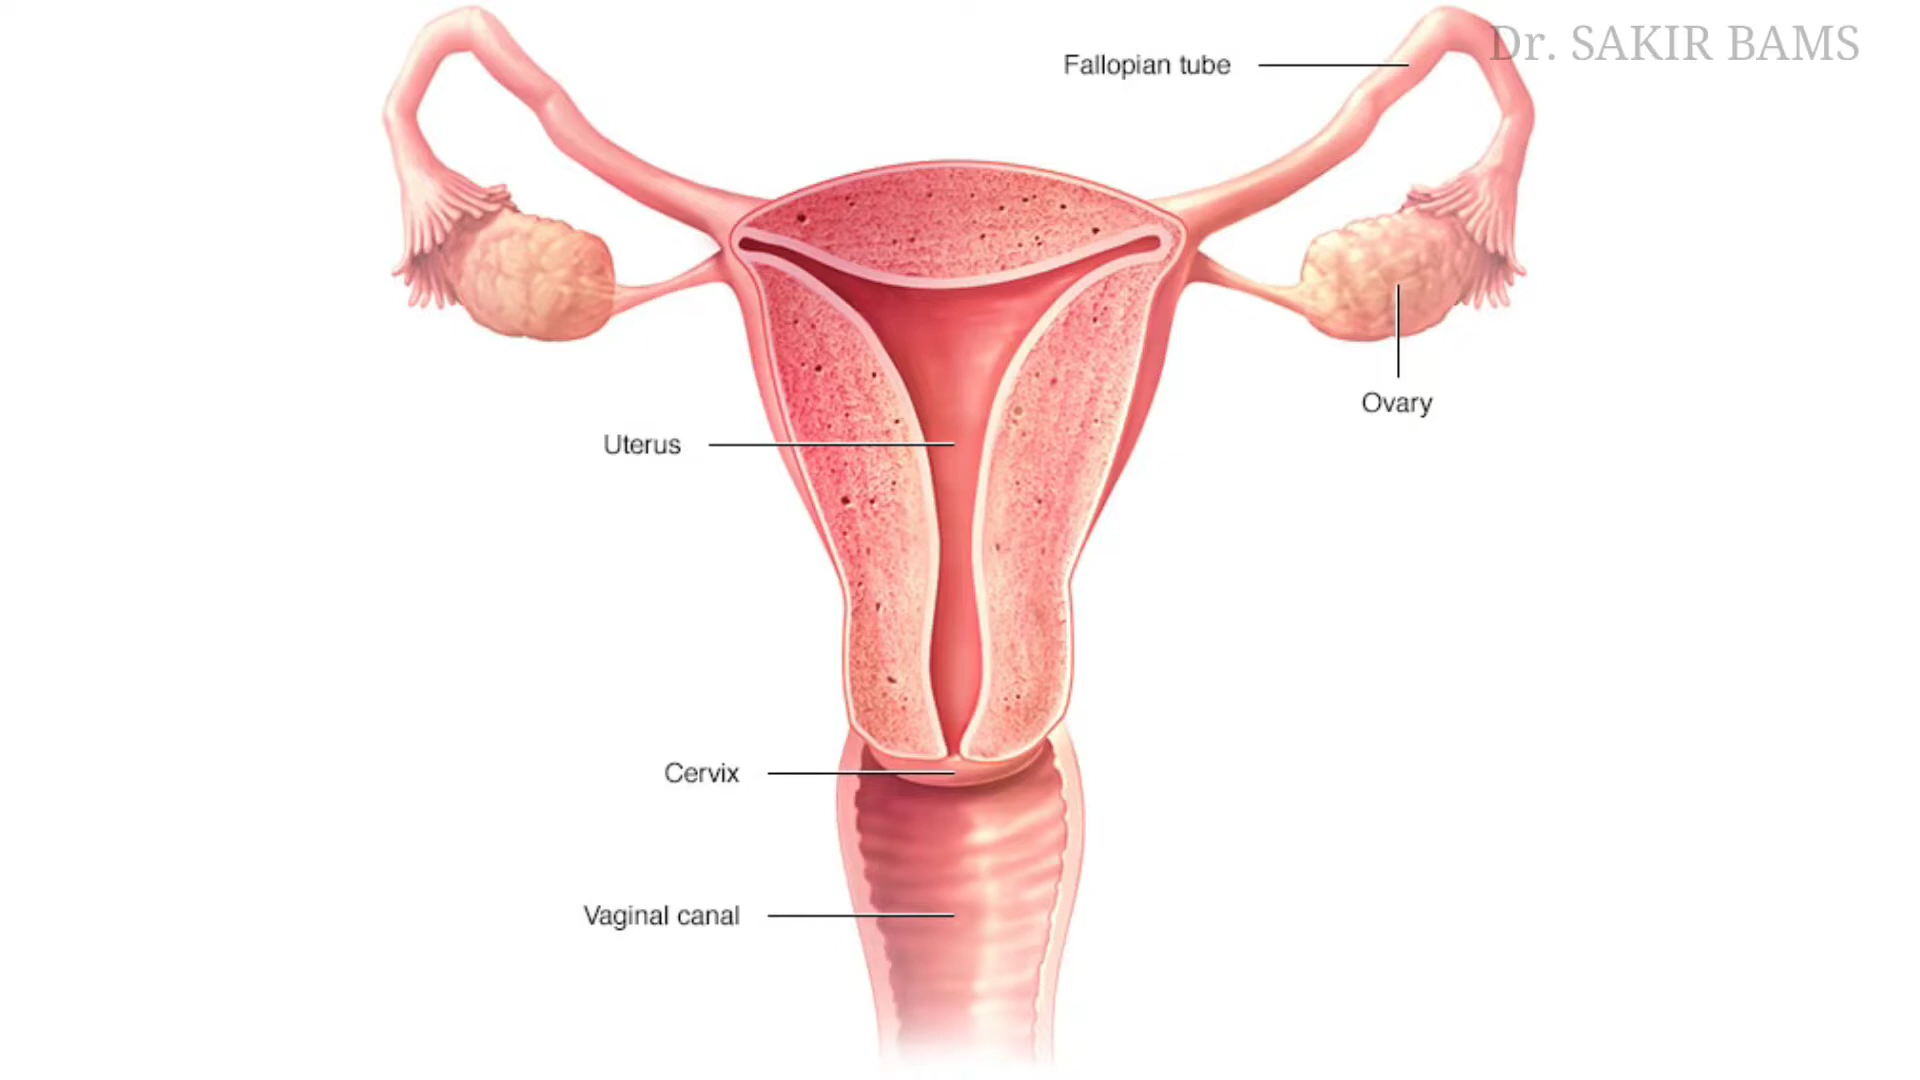 Dr. SAKIR BAMS
Fallopian tube
Ovary
Uterus
Cervix
Vaginal canal